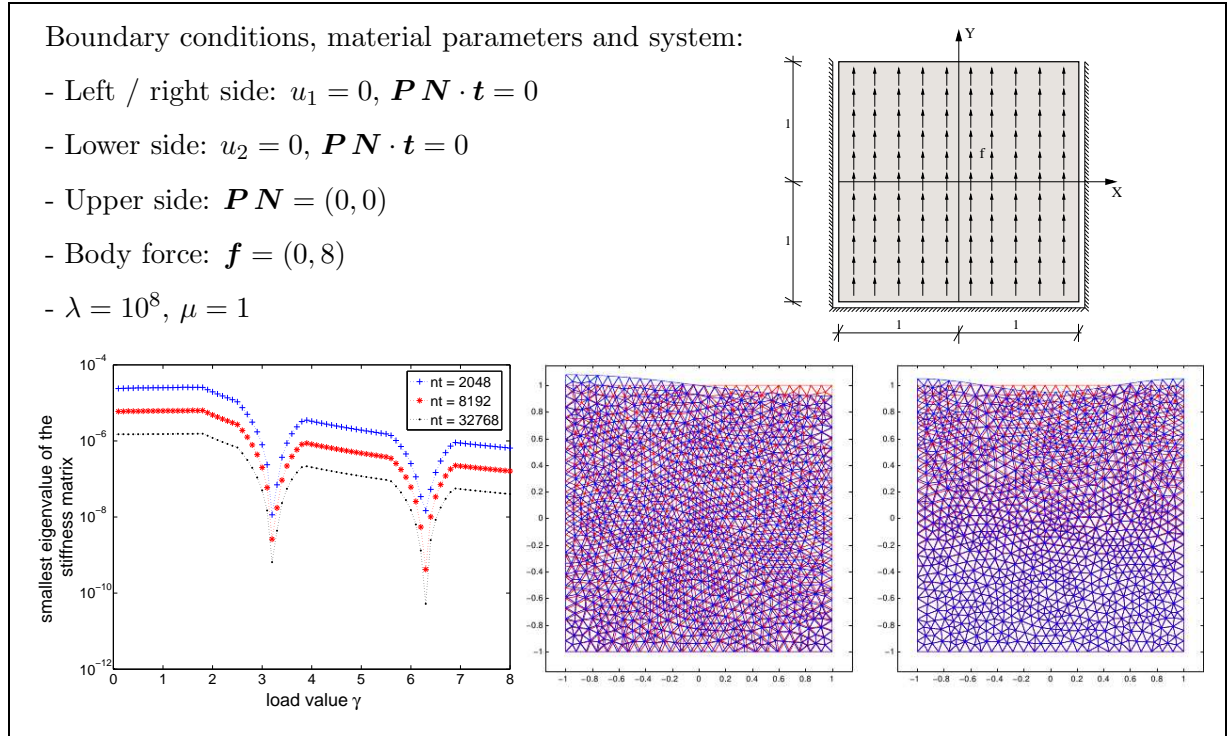 Boundary conditions, material parameters and system:
- Left / right side: u₁ = 0, P N · t = 0
- Lower side: u₂ = 0, P N · t = 0
- Upper side: P N = (0, 0)
- Body force: f = (0, 8)
- λ = 10⁸, μ = 1
Y
l
f
X
l
l
l
10⁻⁴
10⁻⁶
10⁻⁸
10⁻¹⁰
10⁻¹²
smallest eigenvalue of the
stiffness matrix
nt = 2048
nt = 8192
nt = 32768
0 1 2 3 4 5 6 7 8
load value γ
1
0.8
0.6
0.4
0.2
0
−0.2
−0.4
−0.6
−0.8
−1
−1 −0.8 −0.6 −0.4 −0.2 0 0.2 0.4 0.6 0.8 1
1
0.8
0.6
0.4
0.2
0
−0.2
−0.4
−0.6
−0.8
−1
−1 −0.8 −0.6 −0.4 −0.2 0 0.2 0.4 0.6 0.8 1